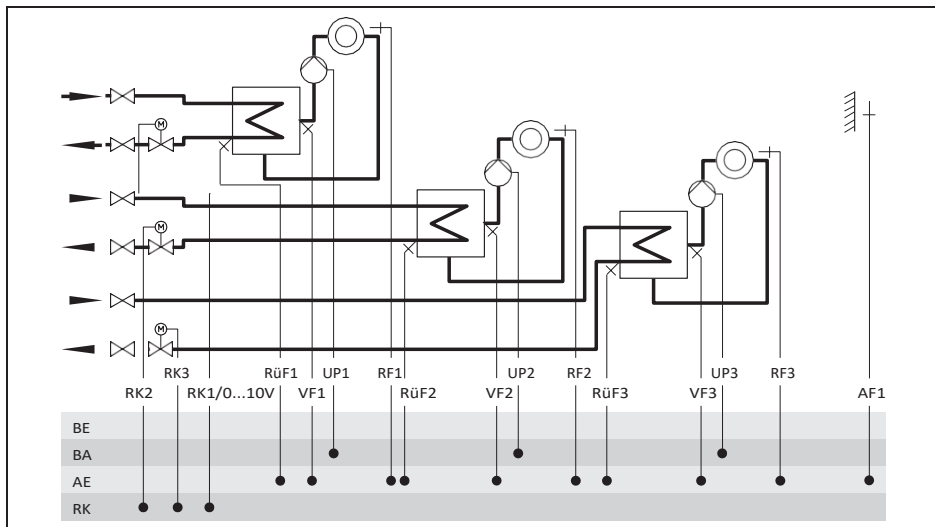 M
M
M
RK3 RüF1 UP1 RF1 UP2 RF2 UP3 RF3
RK2 RK1/0...10V VF1 RüF2 VF2 RüF3 VF3 AF1
BE
BA
AE
RK